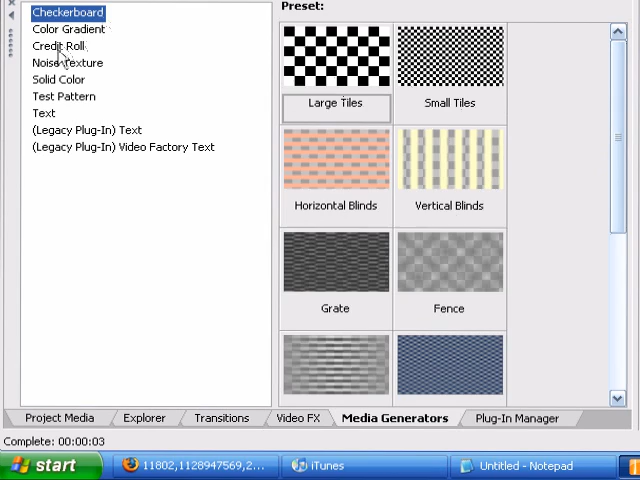 Checkerboard
Color Gradient
Credit Roll
Noise Texture
Solid Color
Test Pattern
Text
(Legacy Plug-In) Text
(Legacy Plug-In) Video Factory Text
Preset:
Large Tiles
Small Tiles
Horizontal Blinds
Vertical Blinds
Grate
Fence
Project Media
Explorer
Transitions
Video FX
Media Generators
Plug-In Manager
Complete: 00:00:03
start
11802,1128947569,2...
iTunes
Untitled - Notepad